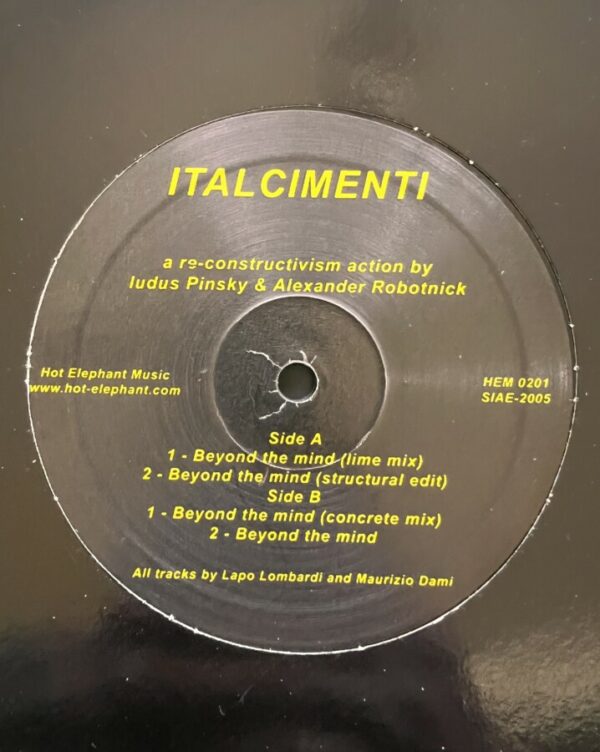 ITALCIMENTI
a re-constructivism action by
ludus Pinsky & Alexander Robotnick
Hot Elephant Music
www.hot-elephant.com
HEM 0201
SIAE-2005
Side A
1 - Beyond the mind (lime mix)
2 - Beyond the mind (structural edit)
Side B
1 - Beyond the mind (concrete mix)
2 - Beyond the mind
All tracks by Lapo Lombardi and Maurizio Dami